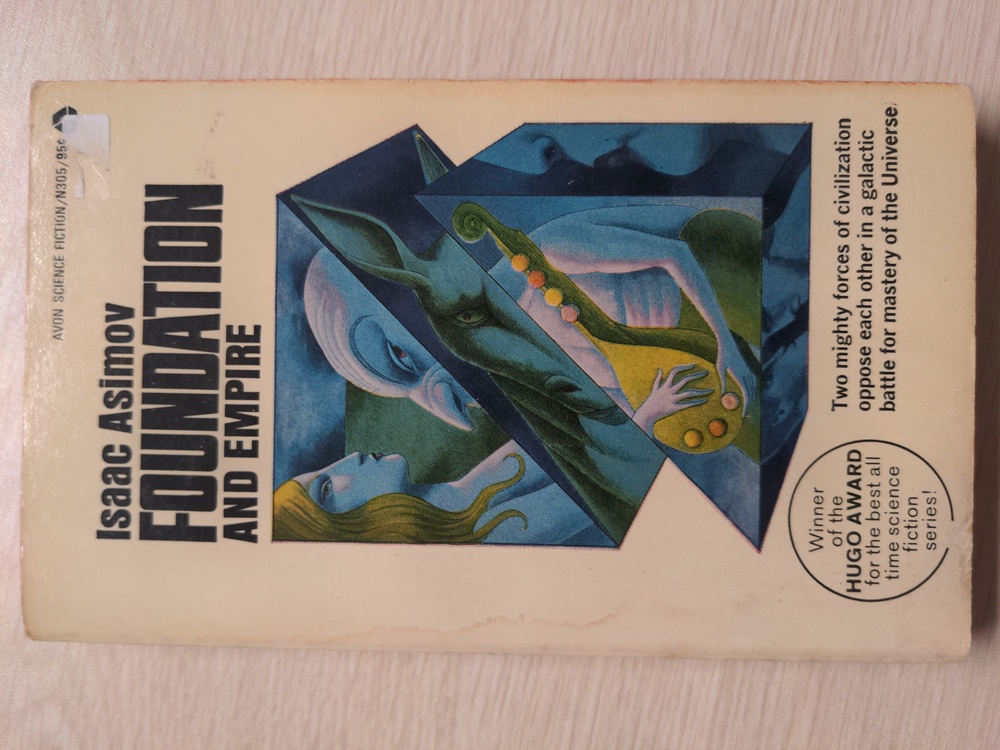 AVON SCIENCE FICTION/N305/95¢
Isaac Asimov
FOUNDATION
AND EMPIRE
Winner
of the
HUGO AWARD
for the best all
time science
fiction
series!
Two mighty forces of civilization
oppose each other in a galactic
battle for mastery of the Universe